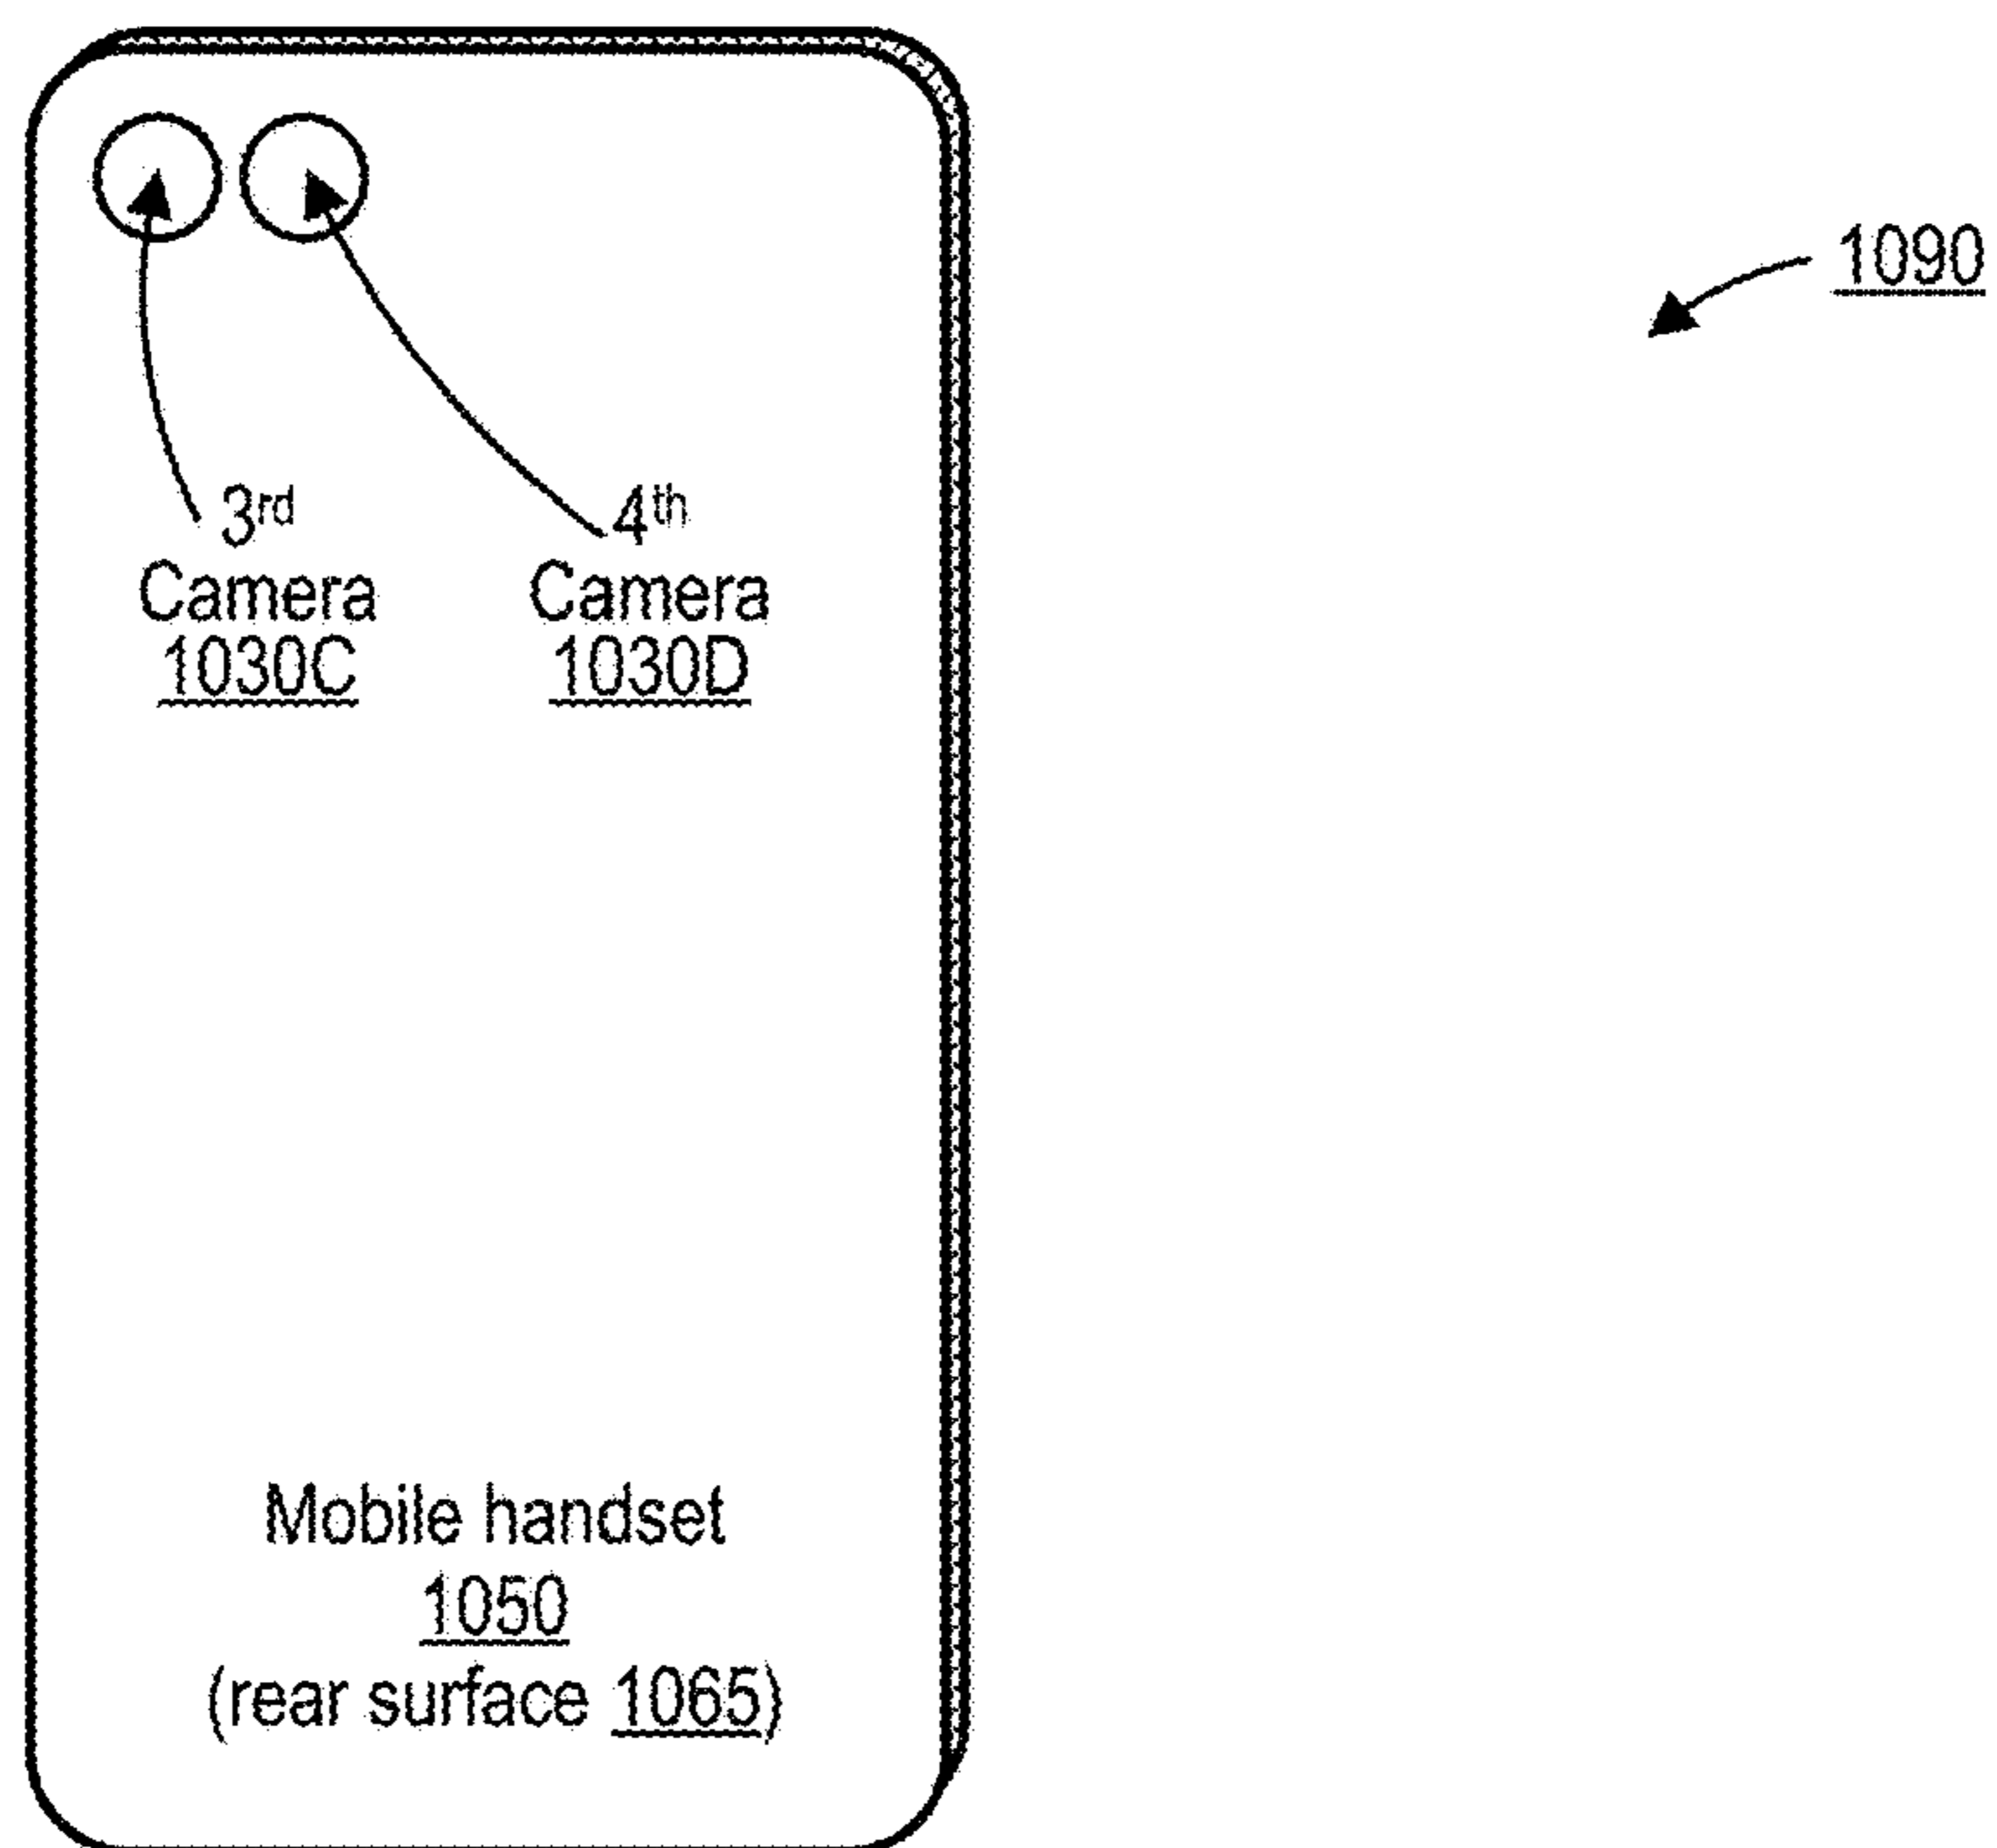 1090
3rd
Camera
1030C
4th
Camera
1030D
Mobile handset
1050
(rear surface 1065)